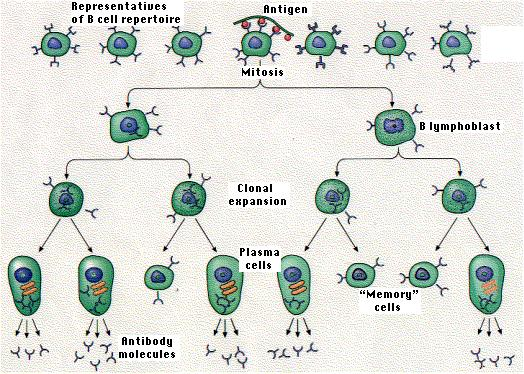 Representatives
of B cell repertoire
Antigen
Mitosis
B lymphoblast
Clonal
expansion
Plasma
cells
"Memory"
cells
Antibody
molecules